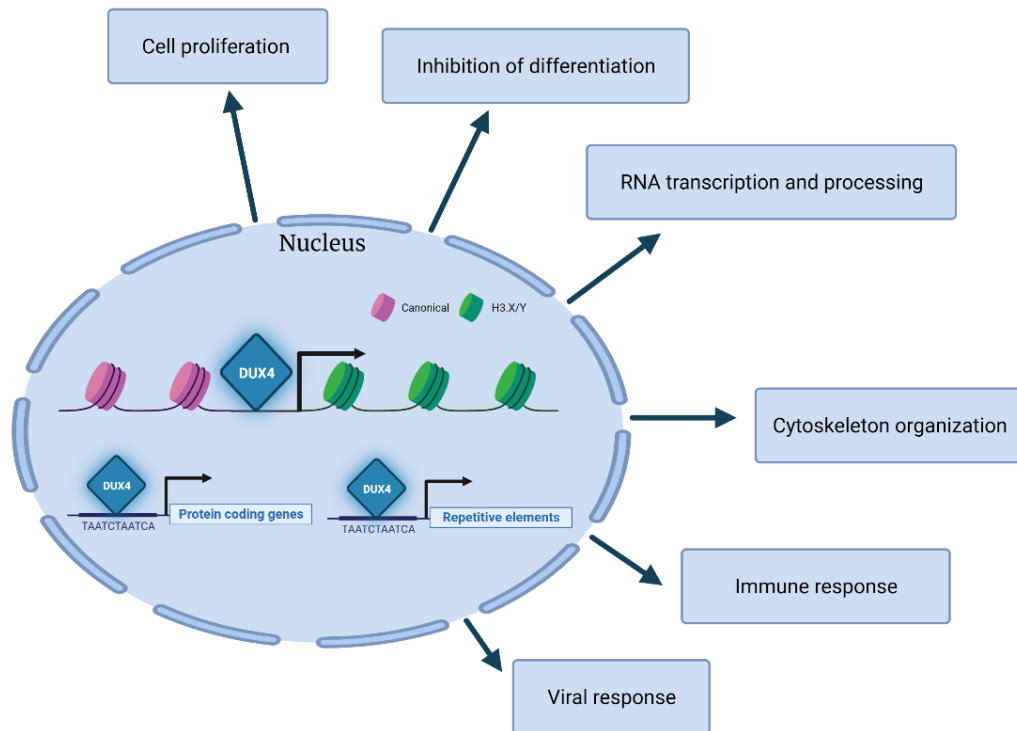 Cell proliferation
Inhibition of differentiation
RNA transcription and processing
Nucleus
Canonical
H3.X/Y
DUX4
Cytoskeleton organization
DUX4
DUX4
Protein coding genes
Repetitive elements
TAATCTAATCA
TAATCTAATCA
Immune response
Viral response